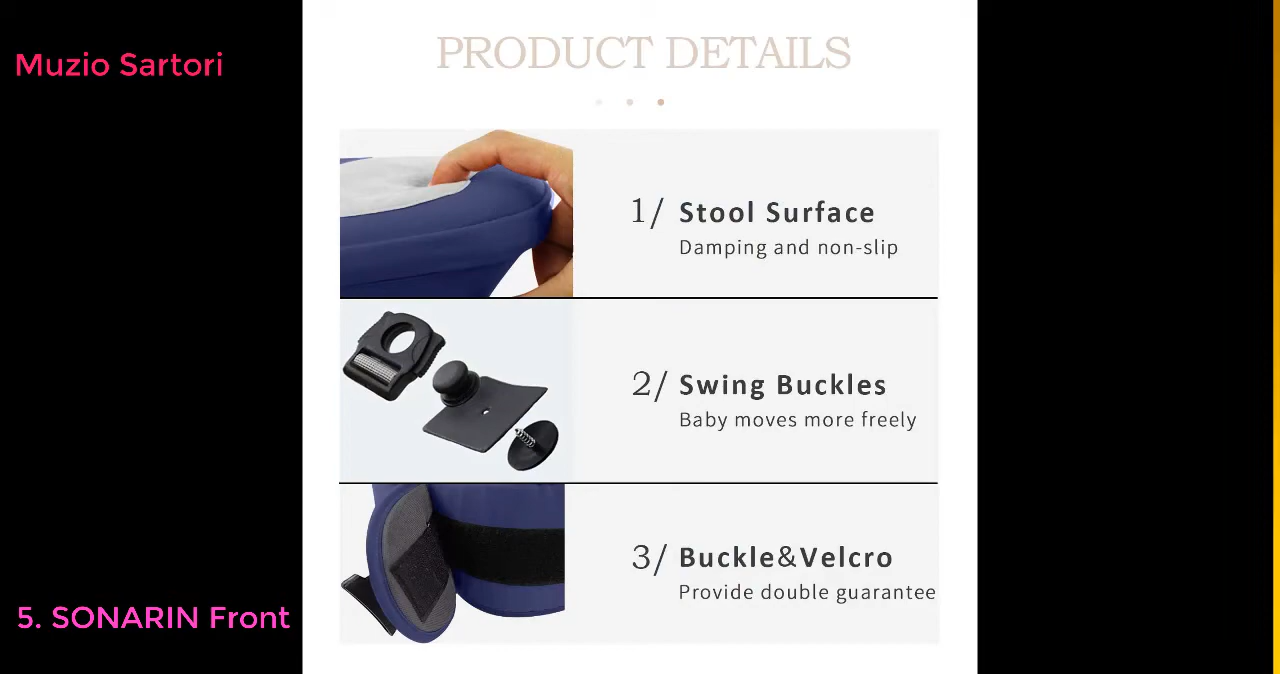 Muzio Sartori
PRODUCT DETAILS
1/ Stool Surface
Damping and non-slip
2/ Swing Buckles
Baby moves more freely
3/ Buckle&Velcro
Provide double guarantee
5. SONARIN Front